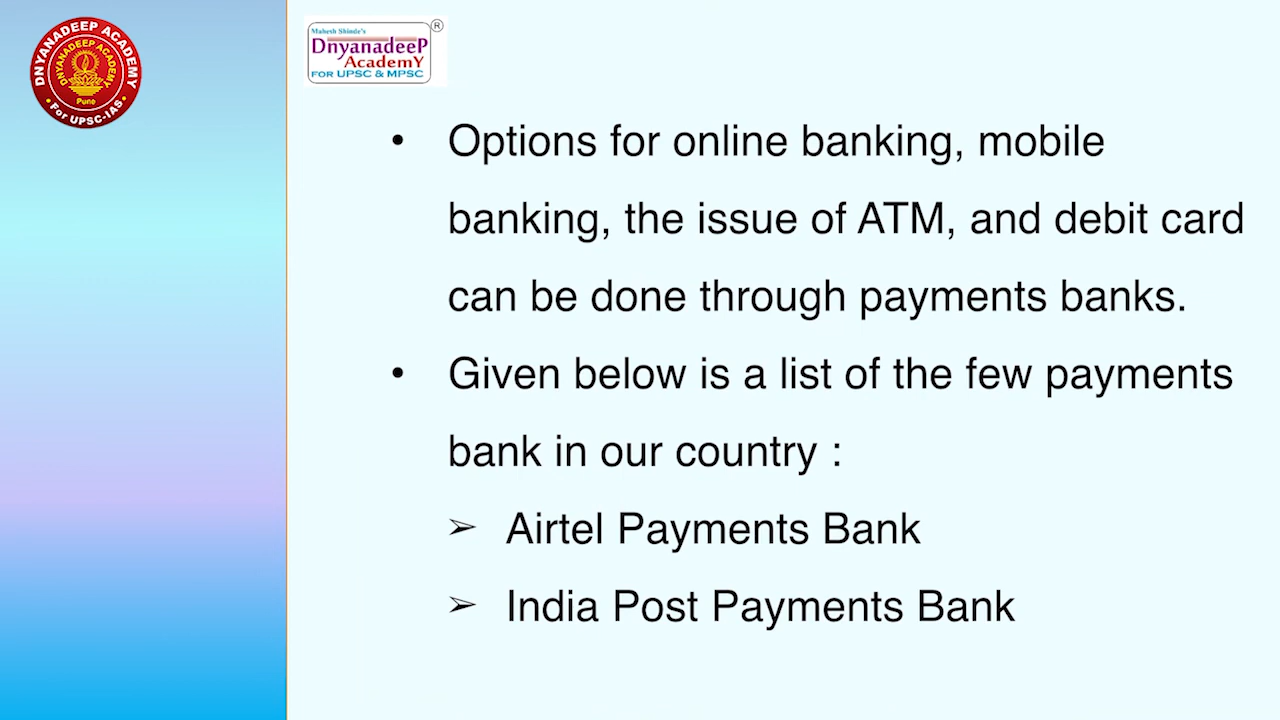 DNYANADEEP ACADEMY
DNYANADEEP ACADEMY
Pune
• For UPSC-IAS •
Mahesh Shinde's
DnyanadeeP
AcademY
FOR UPSC & MPSC
®
• Options for online banking, mobile
banking, the issue of ATM, and debit card
can be done through payments banks.
• Given below is a list of the few payments
bank in our country :
➢ Airtel Payments Bank
➢ India Post Payments Bank